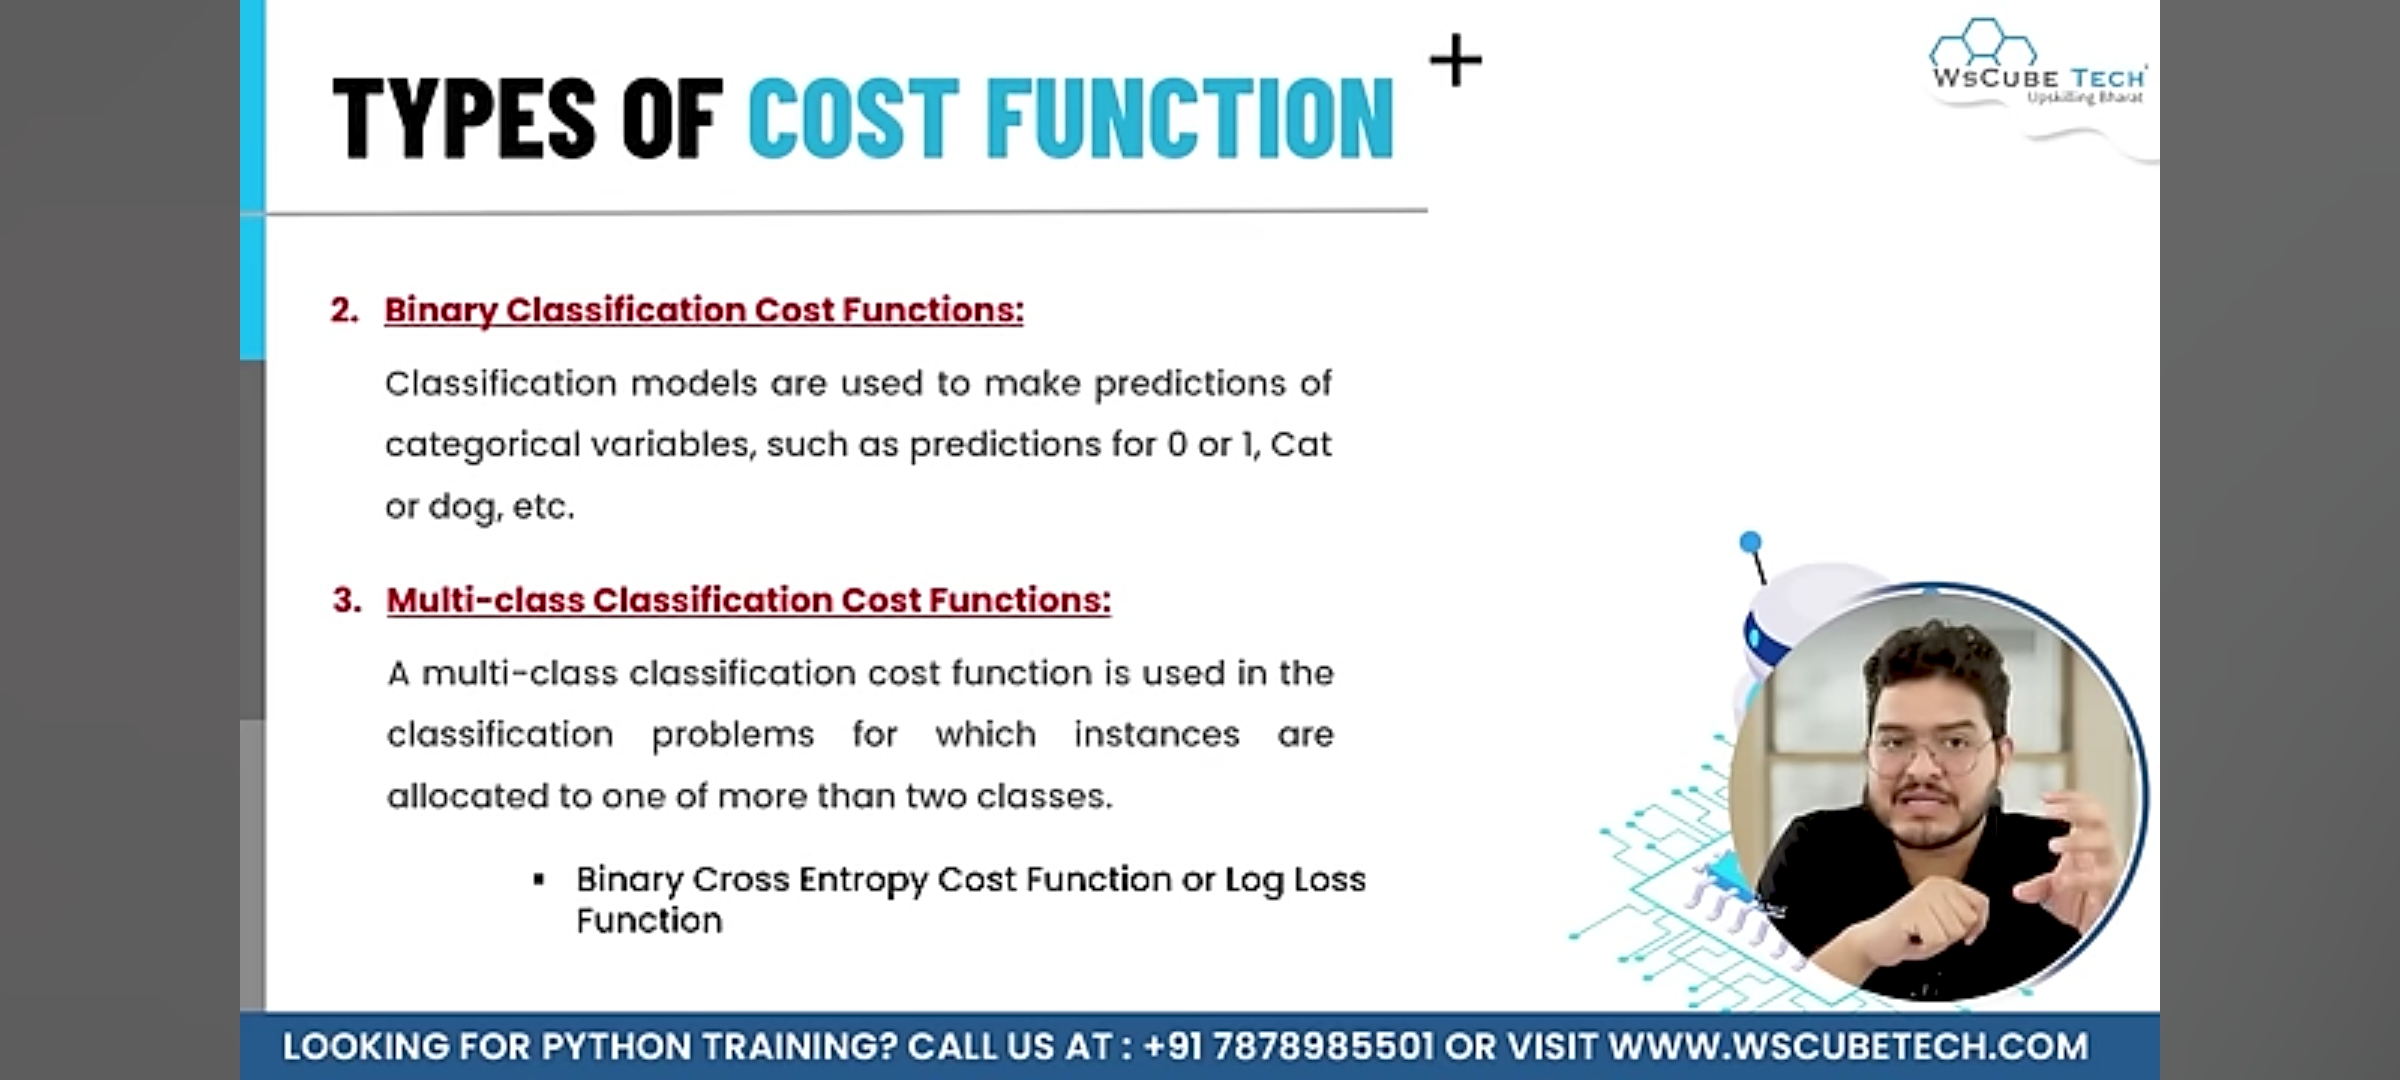 TYPES OF COST FUNCTION
WSCUBE TECH
Upskilling Bharat
2. Binary Classification Cost Functions:
Classification models are used to make predictions of
categorical variables, such as predictions for 0 or 1, Cat
or dog, etc.
3. Multi-class Classification Cost Functions:
A multi-class classification cost function is used in the
classification problems for which instances are
allocated to one of more than two classes.
▪ Binary Cross Entropy Cost Function or Log Loss
Function
LOOKING FOR PYTHON TRAINING? CALL US AT : +91 7878985501 OR VISIT WWW.WSCUBETECH.COM